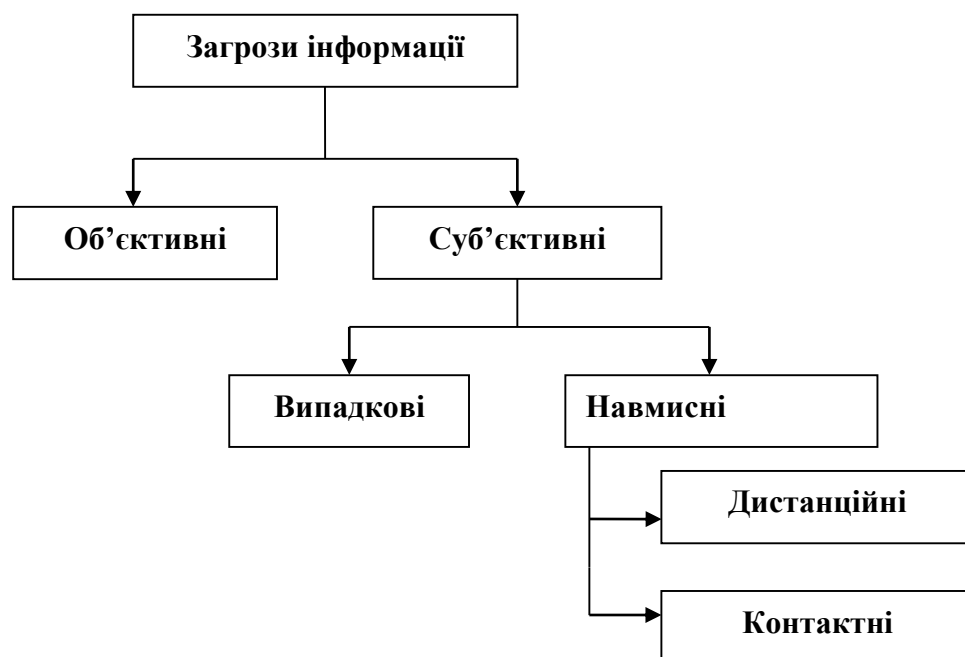 Загрози інформації
Об’єктивні
Суб’єктивні
Випадкові
Навмисні
Дистанційні
Контактні